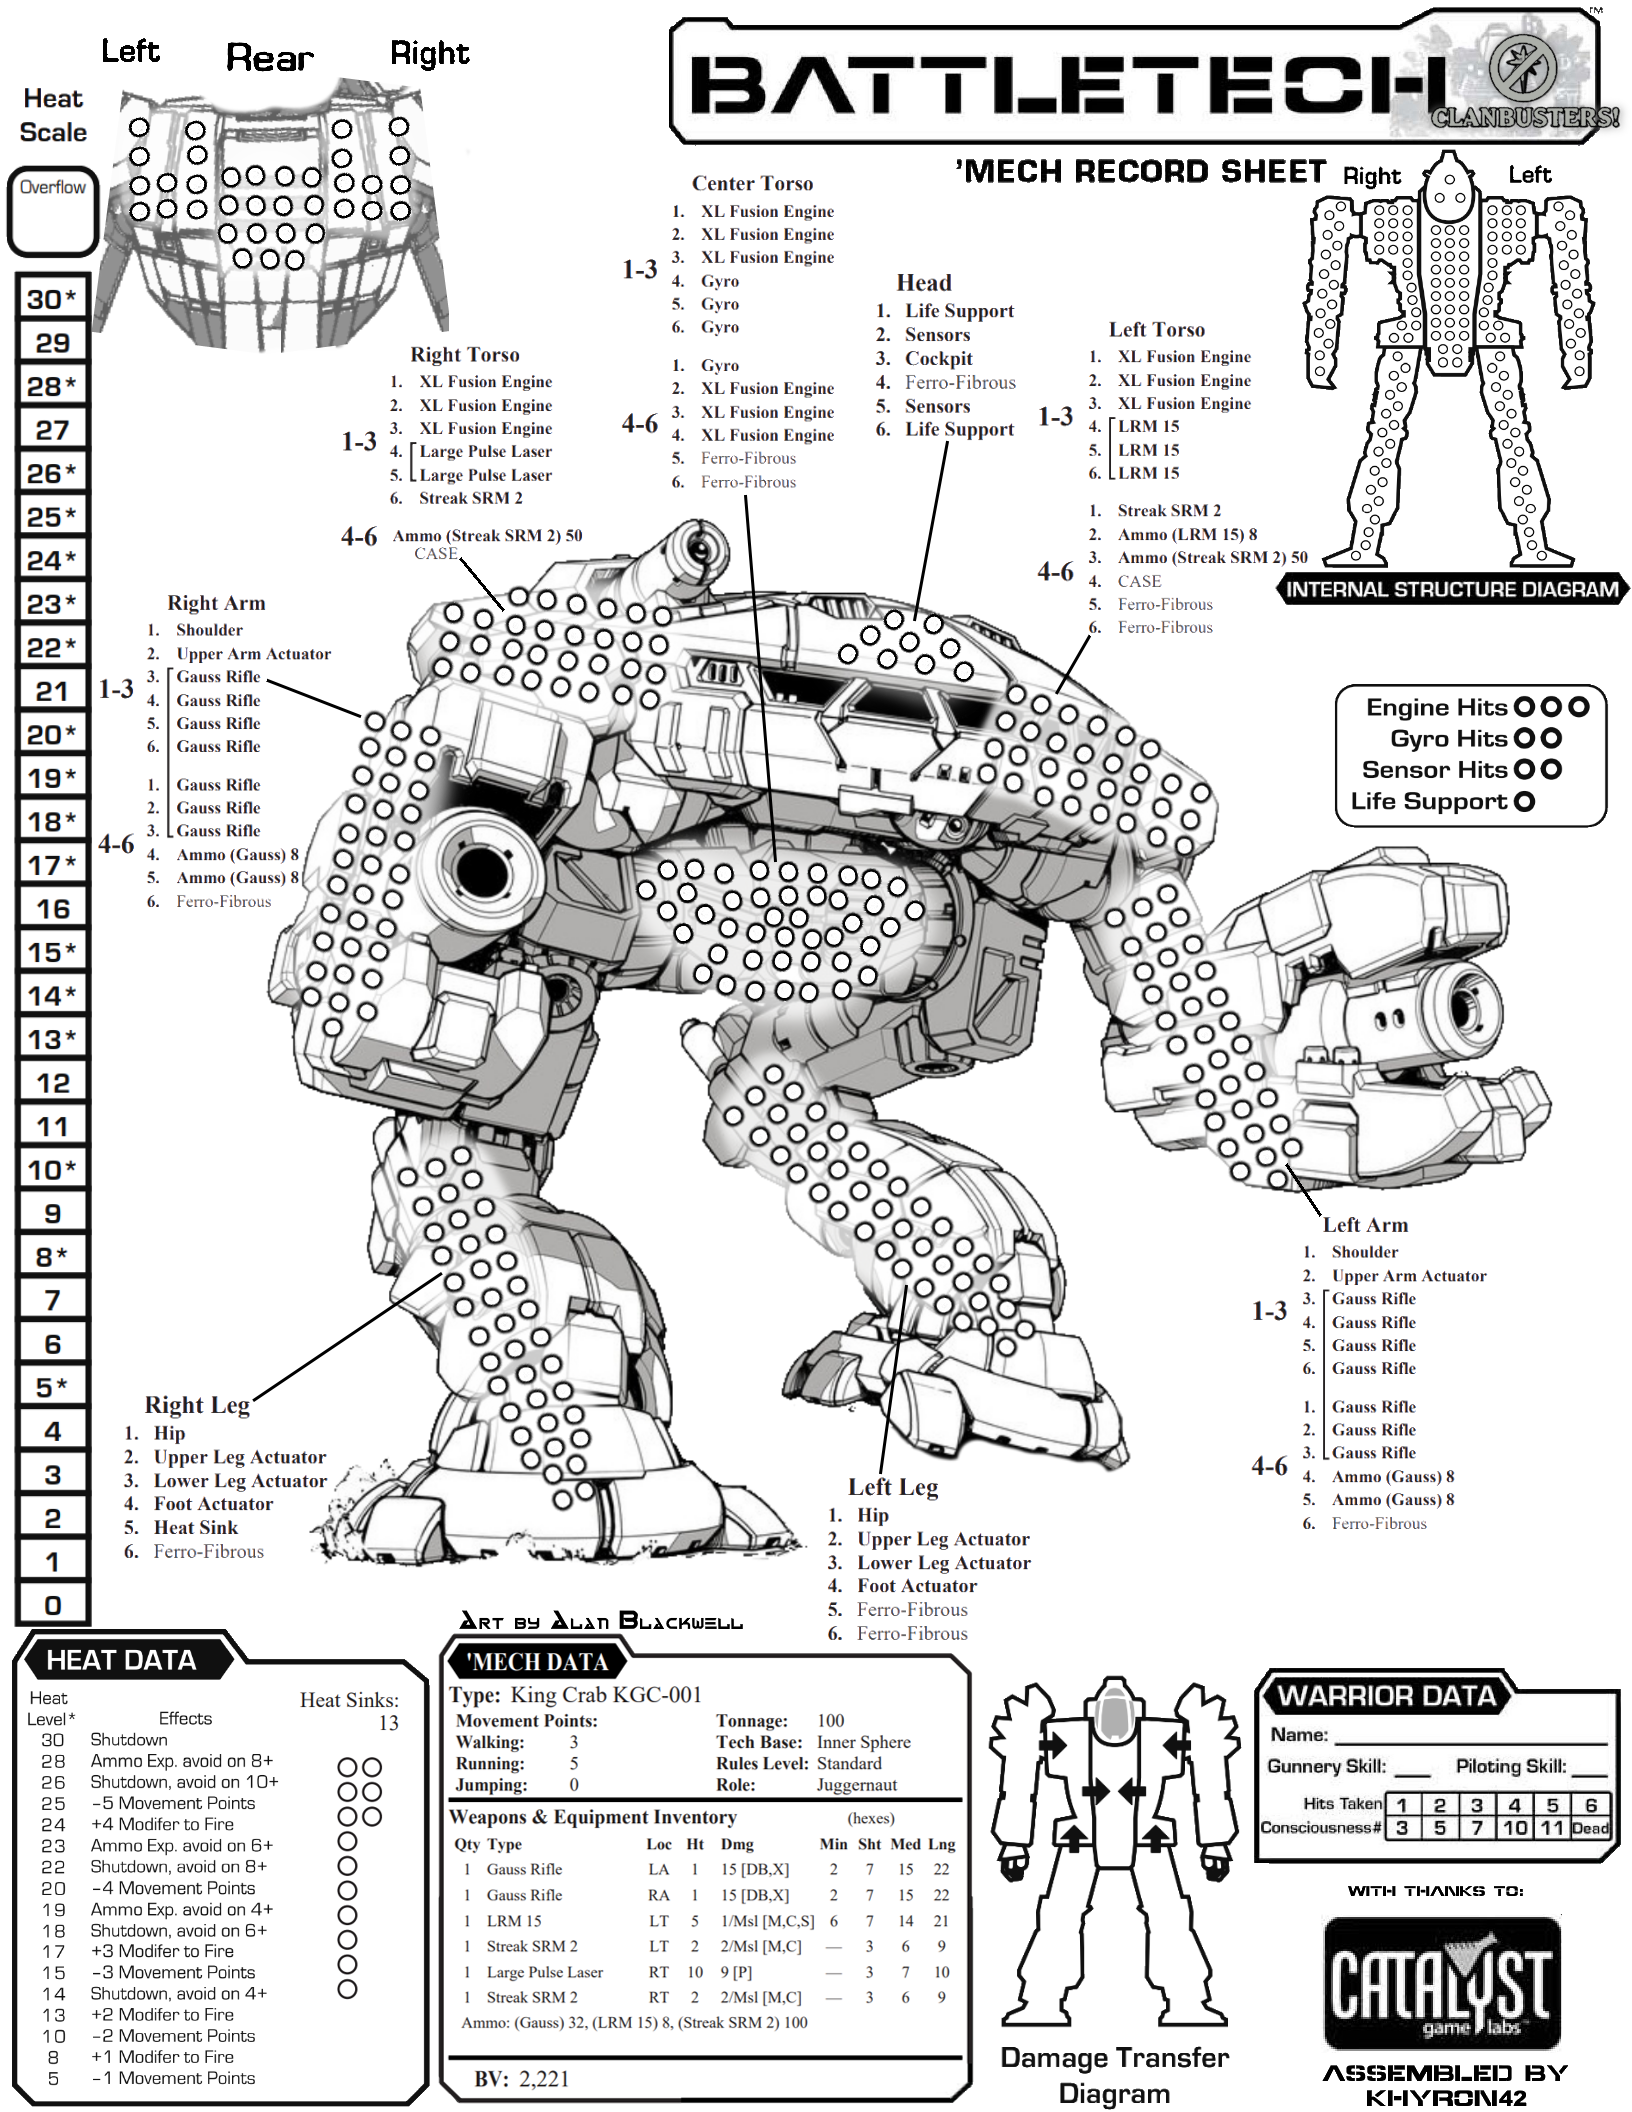 Left Rear Right
BATTLETECH
TM
CLANBUSTERS!
'MECH RECORD SHEET
Heat
Scale
Overflow
30*
29
28*
27
26*
25*
24*
23*
22*
21
20*
19*
18*
17*
16
15*
14*
13*
12
11
10*
9
8*
7
6
5*
4
3
2
1
0
Center Torso
1-3
1. XL Fusion Engine
2. XL Fusion Engine
3. XL Fusion Engine
4. Gyro
5. Gyro
6. Gyro
4-6
1. Gyro
2. XL Fusion Engine
3. XL Fusion Engine
4. XL Fusion Engine
5. Ferro-Fibrous
6. Ferro-Fibrous
Head
1. Life Support
2. Sensors
3. Cockpit
4. Ferro-Fibrous
5. Sensors
6. Life Support
Right Torso
1-3
1. XL Fusion Engine
2. XL Fusion Engine
3. XL Fusion Engine
4. Large Pulse Laser
5. Large Pulse Laser
6. Streak SRM 2
4-6 Ammo (Streak SRM 2) 50
CASE
Left Torso
1-3
1. XL Fusion Engine
2. XL Fusion Engine
3. XL Fusion Engine
4. LRM 15
5. LRM 15
6. LRM 15
4-6
1. Streak SRM 2
2. Ammo (LRM 15) 8
3. Ammo (Streak SRM 2) 50
4. CASE
5. Ferro-Fibrous
6. Ferro-Fibrous
Right Left
INTERNAL STRUCTURE DIAGRAM
Right Arm
1-3
1. Shoulder
2. Upper Arm Actuator
3. Gauss Rifle
4. Gauss Rifle
5. Gauss Rifle
6. Gauss Rifle
4-6
1. Gauss Rifle
2. Gauss Rifle
3. Gauss Rifle
4. Ammo (Gauss) 8
5. Ammo (Gauss) 8
6. Ferro-Fibrous
Engine Hits
Gyro Hits
Sensor Hits
Life Support
Left Arm
1-3
1. Shoulder
2. Upper Arm Actuator
3. Gauss Rifle
4. Gauss Rifle
5. Gauss Rifle
6. Gauss Rifle
4-6
1. Gauss Rifle
2. Gauss Rifle
3. Gauss Rifle
4. Ammo (Gauss) 8
5. Ammo (Gauss) 8
6. Ferro-Fibrous
Right Leg
1. Hip
2. Upper Leg Actuator
3. Lower Leg Actuator
4. Foot Actuator
5. Heat Sink
6. Ferro-Fibrous
Left Leg
1. Hip
2. Upper Leg Actuator
3. Lower Leg Actuator
4. Foot Actuator
5. Ferro-Fibrous
6. Ferro-Fibrous
Art by Alan Blackwell
HEAT DATA
Heat
Level* Effects
Heat Sinks:
13
30 Shutdown
28 Ammo Exp. avoid on 8+
26 Shutdown, avoid on 10+
25 -5 Movement Points
24 +4 Modifer to Fire
23 Ammo Exp. avoid on 6+
22 Shutdown, avoid on 8+
20 -4 Movement Points
19 Ammo Exp. avoid on 4+
18 Shutdown, avoid on 6+
17 +3 Modifer to Fire
15 -3 Movement Points
14 Shutdown, avoid on 4+
13 +2 Modifer to Fire
10 -2 Movement Points
8 +1 Modifer to Fire
5 -1 Movement Points
'MECH DATA
Type: King Crab KGC-001
Movement Points: Tonnage: 100
Walking: 3 Tech Base: Inner Sphere
Running: 5 Rules Level: Standard
Jumping: 0 Role: Juggernaut
Weapons & Equipment Inventory (hexes)
Qty Type Loc Ht Dmg Min Sht Med Lng
1 Gauss Rifle LA 1 15 [DB,X] 2 7 15 22
1 Gauss Rifle RA 1 15 [DB,X] 2 7 15 22
1 LRM 15 LT 5 1/Msl [M,C,S] 6 7 14 21
1 Streak SRM 2 LT 2 2/Msl [M,C] — 3 6 9
1 Large Pulse Laser RT 10 9 [P] — 3 7 10
1 Streak SRM 2 RT 2 2/Msl [M,C] — 3 6 9
Ammo: (Gauss) 32, (LRM 15) 8, (Streak SRM 2) 100
BV: 2,221
Damage Transfer
Diagram
WARRIOR DATA
Name:
Gunnery Skill: Piloting Skill:
Hits Taken 1 2 3 4 5 6
Consciousness# 3 5 7 10 11 Dead
WITH THANKS TO:
CATALYST
game labs
ASSEMBLED BY
KHYRON42